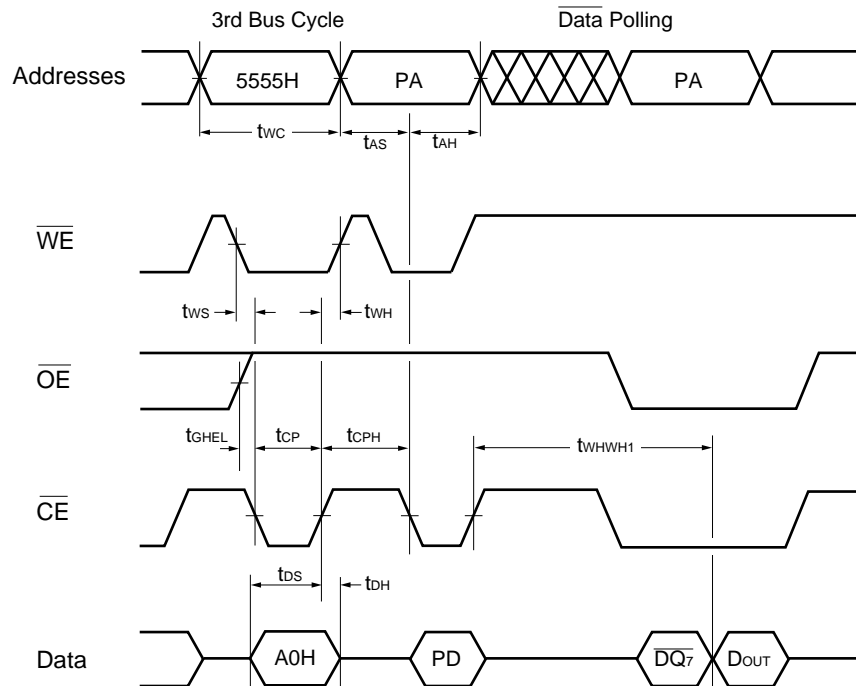 3rd Bus Cycle
Data Polling
Addresses
5555H
PA
PA
tWC
tAS
tAH
WE
tWS
tWH
OE
tGHEL
tCP
tCPH
tWHWH1
CE
tDS
tDH
Data
A0H
PD
DQ7
DOUT